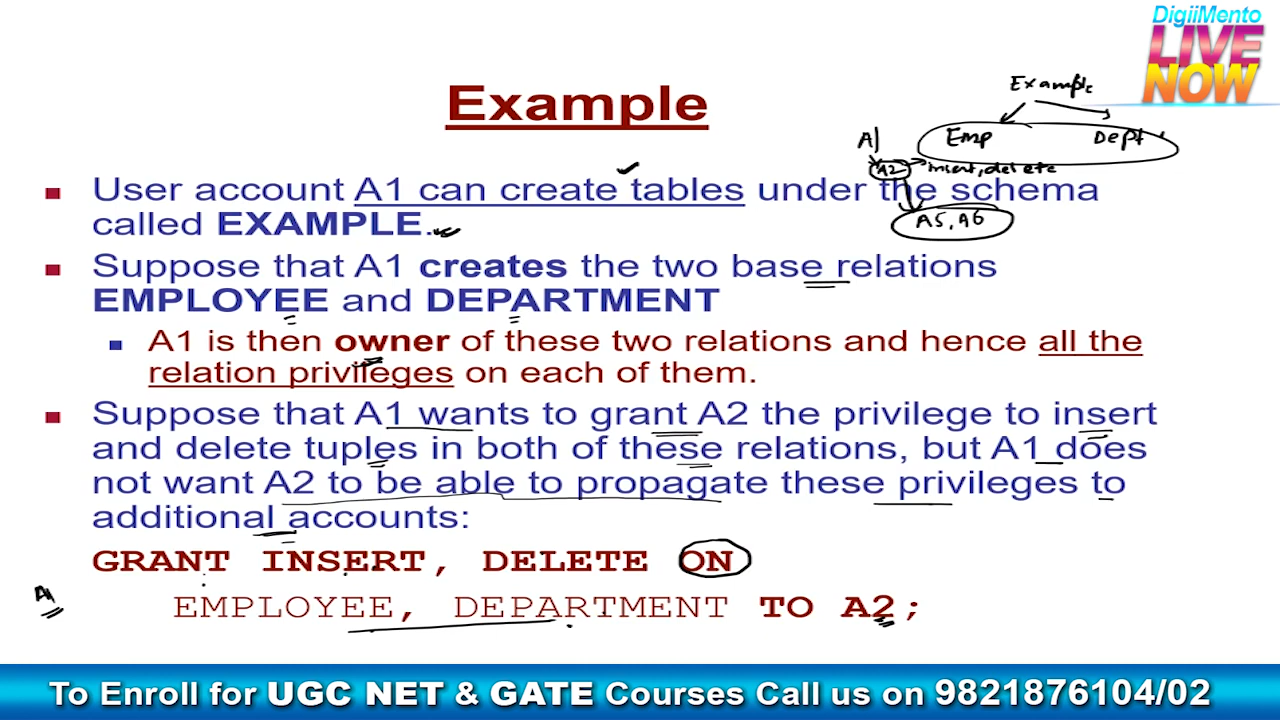 DigiiMento
LIVE
NOW
Example
Example
Emp Dept
A1
A2 insert, delete
A5, A6
User account A1 can create tables under the schema
called EXAMPLE.
Suppose that A1 creates the two base relations
EMPLOYEE and DEPARTMENT
A1 is then owner of these two relations and hence all the
relation privileges on each of them.
Suppose that A1 wants to grant A2 the privilege to insert
and delete tuples in both of these relations, but A1 does
not want A2 to be able to propagate these privileges to
additional accounts:
GRANT INSERT, DELETE ON
A1 EMPLOYEE, DEPARTMENT TO A2;
To Enroll for UGC NET & GATE Courses Call us on 9821876104/02